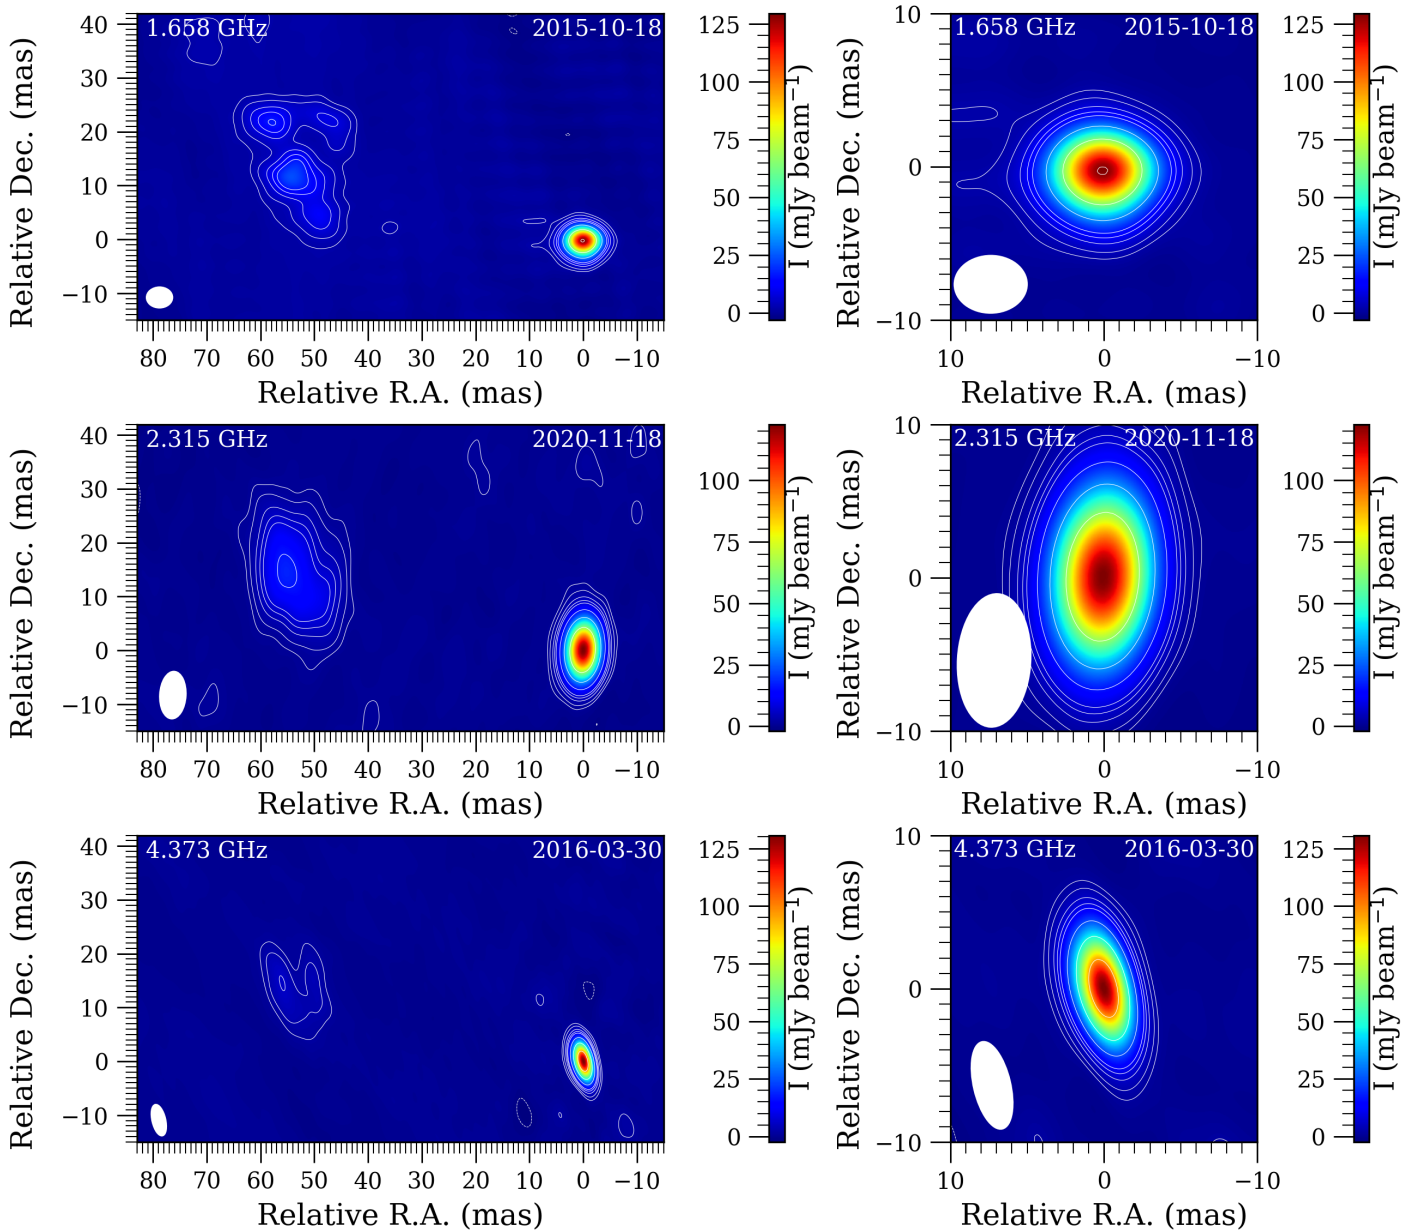 1.658 GHz 2015-10-18
40
30
20
10
0
−10
Relative Dec. (mas)
80 70 60 50 40 30 20 10 0 −10
Relative R.A. (mas)
125
100
75
50
25
0
I (mJy beam−1)
1.658 GHz 2015-10-18
10
0
−10
Relative Dec. (mas)
10 0 −10
Relative R.A. (mas)
125
100
75
50
25
0
I (mJy beam−1)
2.315 GHz 2020-11-18
40
30
20
10
0
−10
Relative Dec. (mas)
80 70 60 50 40 30 20 10 0 −10
Relative R.A. (mas)
100
75
50
25
0
I (mJy beam−1)
2.315 GHz 2020-11-18
10
0
−10
Relative Dec. (mas)
10 0 −10
Relative R.A. (mas)
100
75
50
25
0
I (mJy beam−1)
4.373 GHz 2016-03-30
40
30
20
10
0
−10
Relative Dec. (mas)
80 70 60 50 40 30 20 10 0 −10
Relative R.A. (mas)
125
100
75
50
25
0
I (mJy beam−1)
4.373 GHz 2016-03-30
10
0
−10
Relative Dec. (mas)
10 0 −10
Relative R.A. (mas)
125
100
75
50
25
0
I (mJy beam−1)